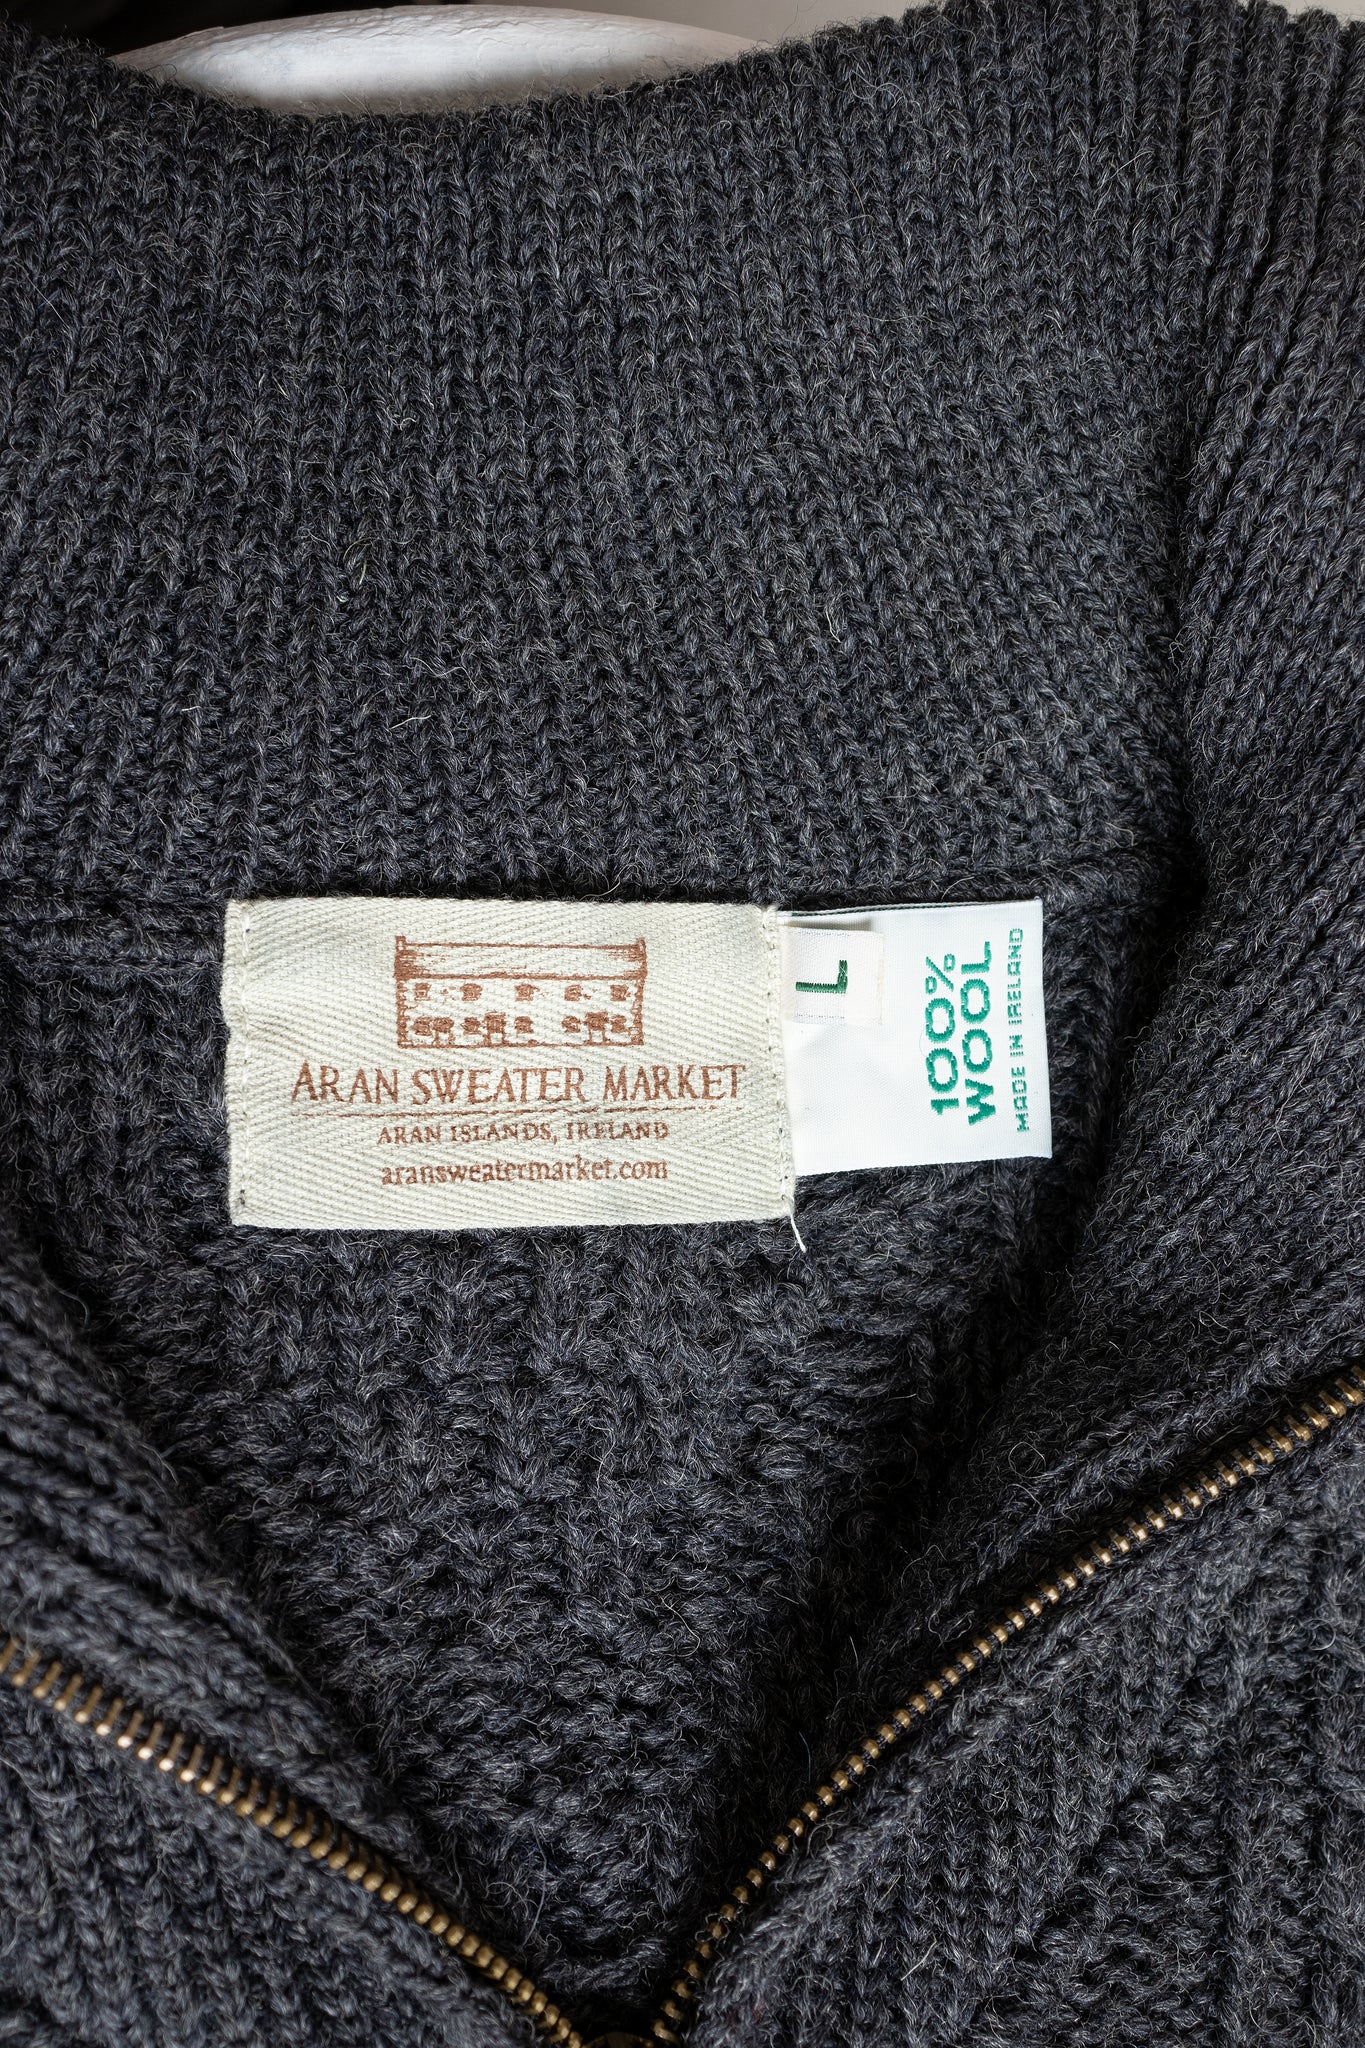 ARAN SWEATER MARKET
ARAN ISLANDS, IRELAND
aransweatermarket.com
L
100%
WOOL
MADE IN IRELAND